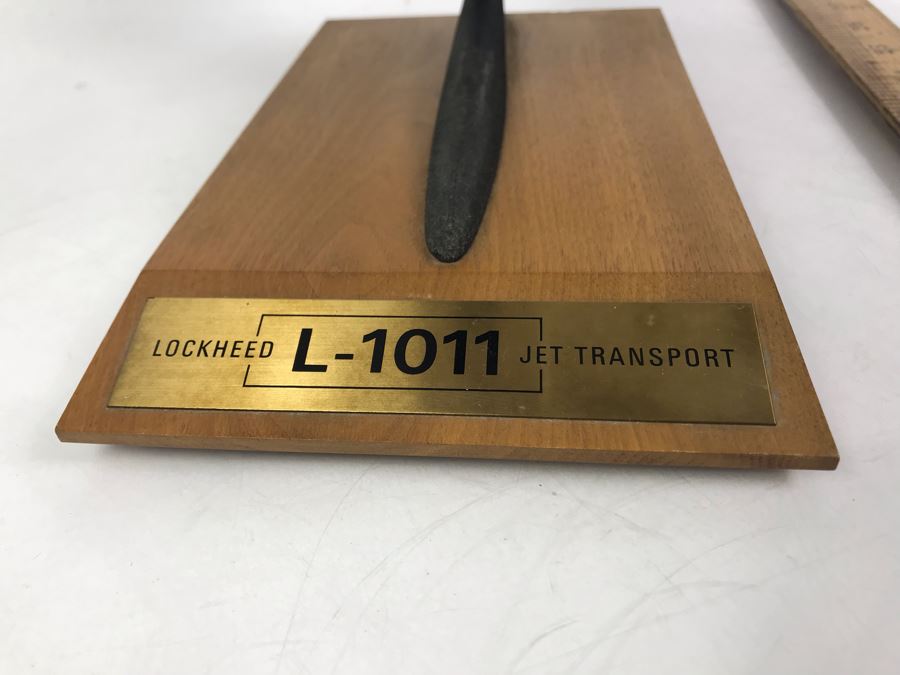 LOCKHEED L-1011 JET TRANSPORT